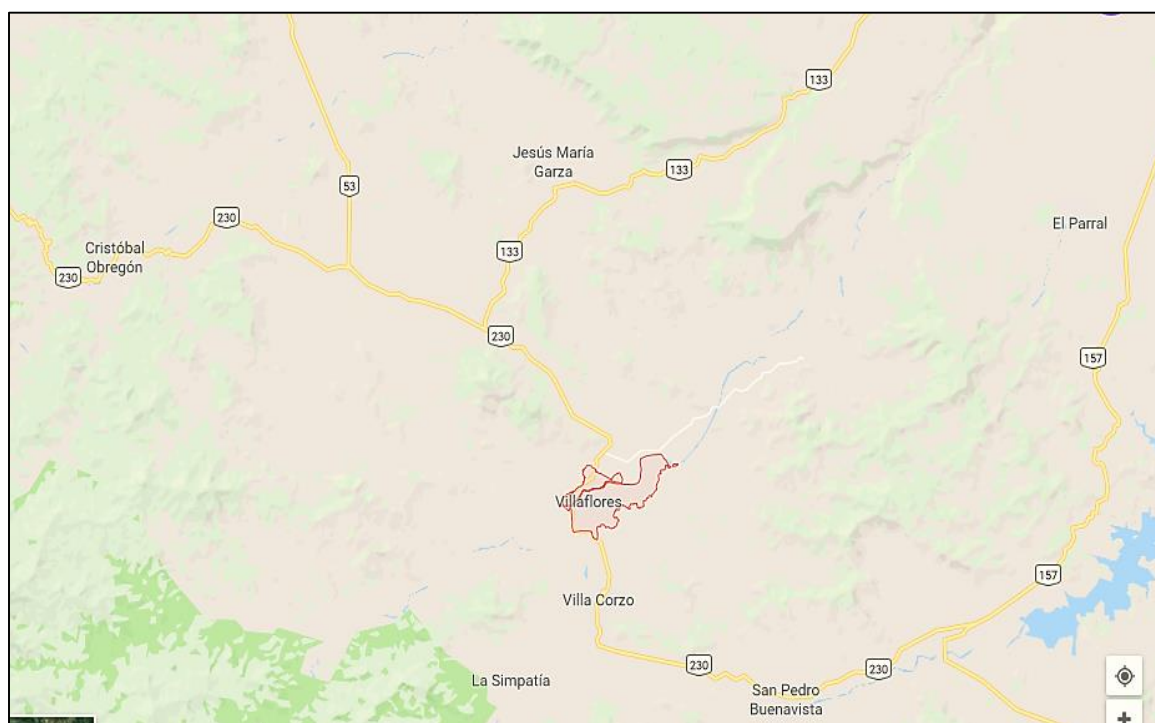 133
Jesús María
Garza
133
53
230
El Parral
133
Cristóbal
Obregón
230
230
157
Villaflores
157
Villa Corzo
230
230
La Simpatía
San Pedro
Buenavista